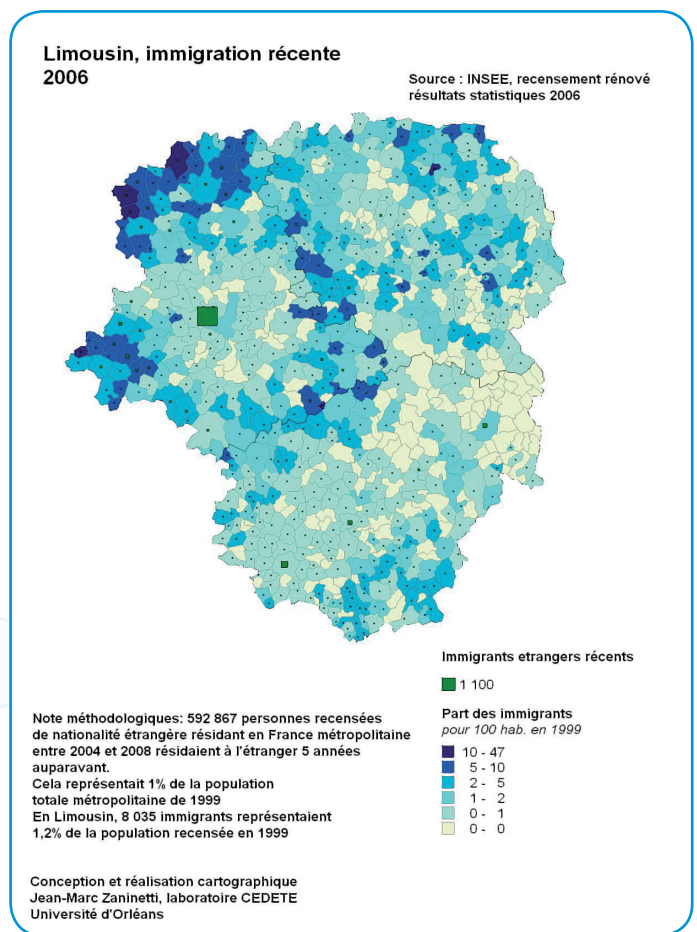 Limousin, immigration récente
2006
Source : INSEE, recensement rénové
résultats statistiques 2006
Immigrants etrangers récents
1 100
Part des immigrants
pour 100 hab. en 1999
10 - 47
5 - 10
2 - 5
1 - 2
0 - 1
0 - 0
Note méthodologiques: 592 867 personnes recensées
de nationalité étrangère résidant en France métropolitaine
entre 2004 et 2008 résidaient à l'étranger 5 années
auparavant.
Cela représentait 1% de la population
totale métropolitaine de 1999
En Limousin, 8 035 immigrants représentaient
1,2% de la population recensée en 1999
Conception et réalisation cartographique
Jean-Marc Zaninetti, laboratoire CEDETE
Université d'Orléans